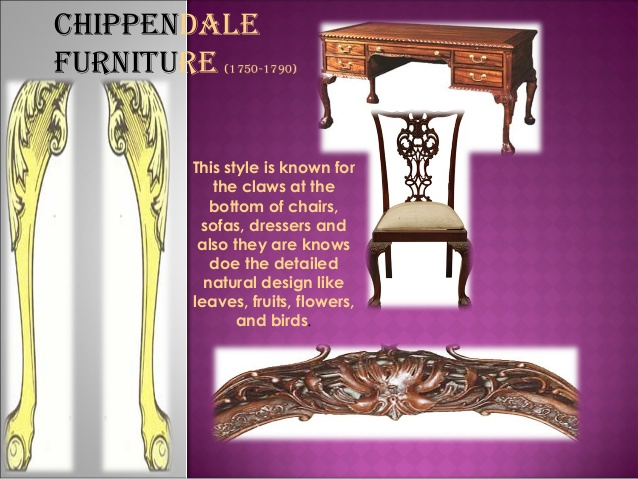 CHIPPENDALE
FURNITURE (1750-1790)
This style is known for
the claws at the
bottom of chairs,
sofas, dressers and
also they are knows
doe the detailed
natural design like
leaves, fruits, flowers,
and birds.